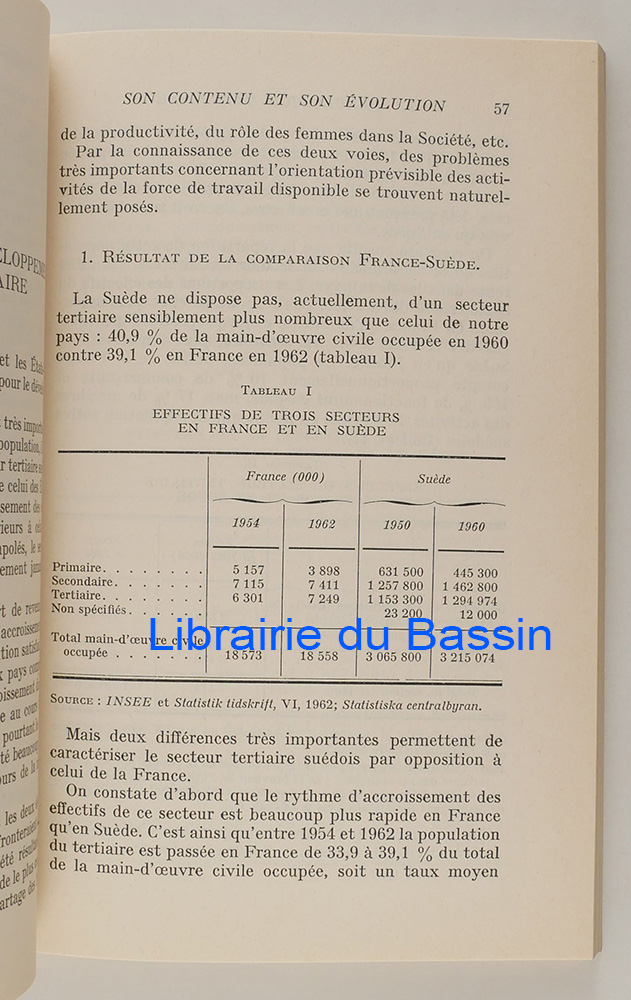 SON CONTENU ET SON ÉVOLUTION 57
de la productivité, du rôle des femmes dans la Société, etc.
Par la connaissance de ces deux voies, des problèmes
très importants concernant l'orientation prévisible des acti-
vités de la force de travail disponible se trouvent naturel-
lement posés.
1. RÉSULTAT DE LA COMPARAISON FRANCE-SUÈDE.
La Suède ne dispose pas, actuellement, d'un secteur
tertiaire sensiblement plus nombreux que celui de notre
pays : 40,9 % de la main-d'œuvre civile occupée en 1960
contre 39,1 % en France en 1962 (tableau I).
TABLEAU I
EFFECTIFS DE TROIS SECTEURS
EN FRANCE ET EN SUÈDE
France (000) Suède
1954 1962 1950 1960
Primaire. . . . . . . . 5 157 3 898 631 500 445 300
Secondaire. . . . . . . 7 115 7 411 1 257 800 1 462 800
Tertiaire. . . . . . . . 6 301 7 249 1 153 300 1 294 974
Non spécifiés. . . . . . 23 200 12 000
Librairie du Bassin
Total main-d'œuvre civile
occupée . . . . . . . 18 573 18 558 3 065 800 3 215 074
SOURCE : INSEE et Statistik tidskrift, VI, 1962; Statistiska centralbyran.
Mais deux différences très importantes permettent de
caractériser le secteur tertiaire suédois par opposition à
celui de la France.
On constate d'abord que le rythme d'accroissement des
effectifs de ce secteur est beaucoup plus rapide en France
qu'en Suède. C'est ainsi qu'entre 1954 et 1962 la population
du tertiaire est passée en France de 33,9 à 39,1 % du total
de la main-d'œuvre civile occupée, soit un taux moyen